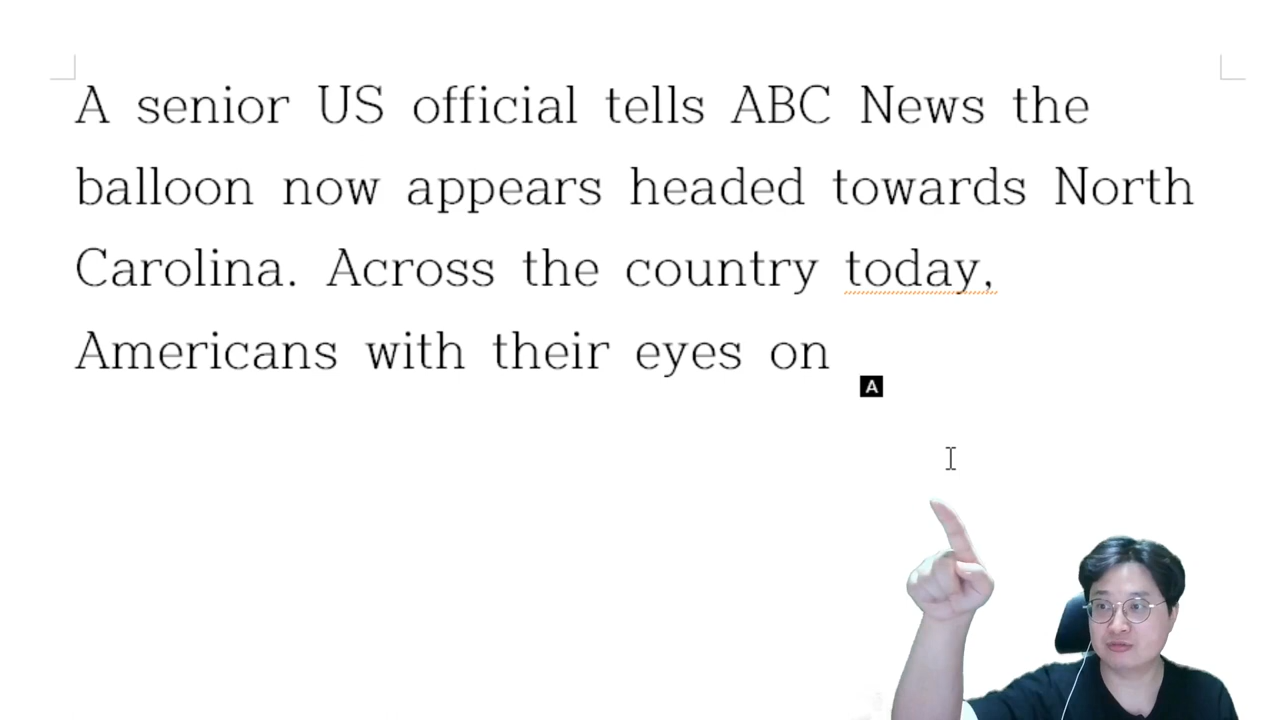 A senior US official tells ABC News the
balloon now appears headed towards North
Carolina. Across the country today,
Americans with their eyes on
A